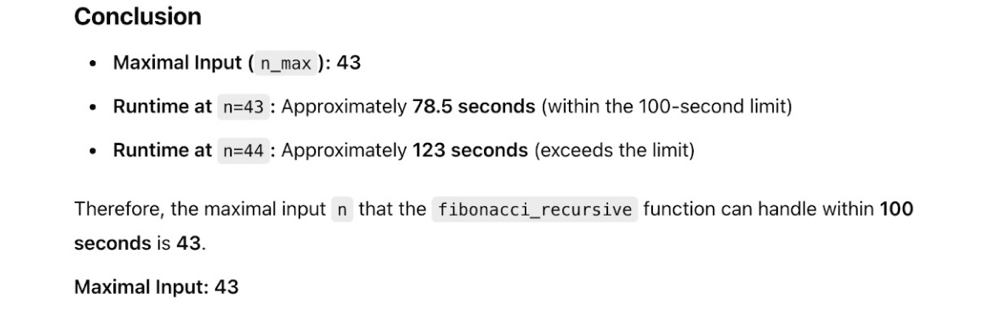 Conclusion
• Maximal Input ( n_max ): 43
• Runtime at n=43 : Approximately 78.5 seconds (within the 100-second limit)
• Runtime at n=44 : Approximately 123 seconds (exceeds the limit)
Therefore, the maximal input n that the fibonacci_recursive function can handle within 100
seconds is 43.
Maximal Input: 43